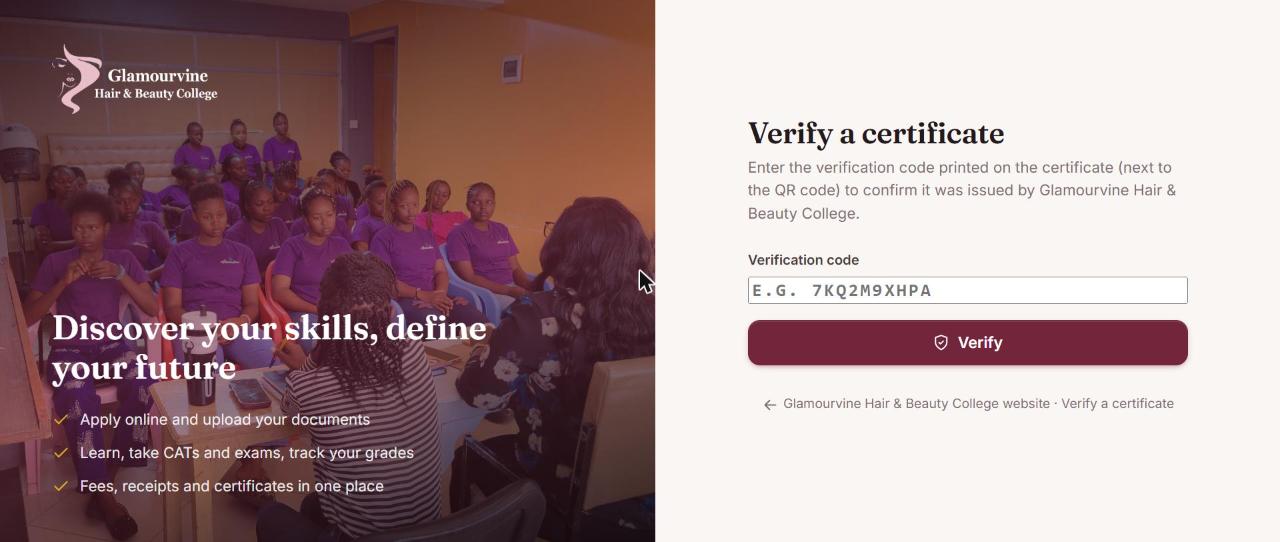 Glamourvine
Hair & Beauty College
Discover your skills, define
your future
Apply online and upload your documents
Learn, take CATs and exams, track your grades
Fees, receipts and certificates in one place
Verify a certificate
Enter the verification code printed on the certificate (next to
the QR code) to confirm it was issued by Glamourvine Hair &
Beauty College.
Verification code
E.G. 7KQ2M9XHPA
Verify
← Glamourvine Hair & Beauty College website · Verify a certificate